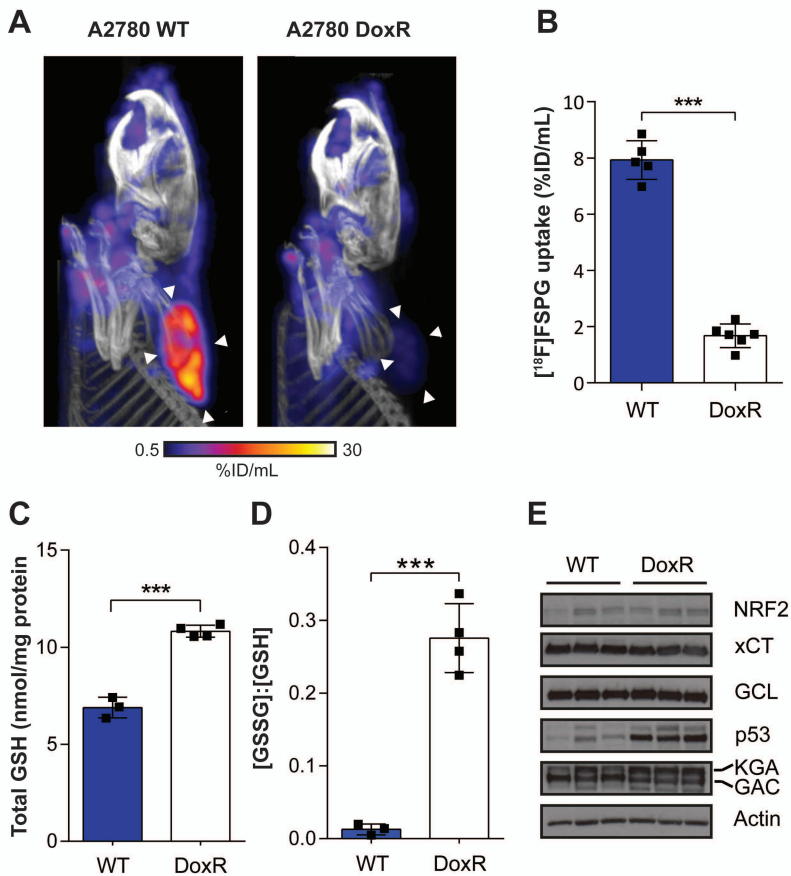 A
A2780 WT
A2780 DoxR
0.5
30
%ID/mL
B
[¹⁸F]FSPG uptake (%ID/mL)
10
8
6
4
2
0
***
WT
DoxR
C
Total GSH (nmol/mg protein
15
10
5
0
***
WT
DoxR
D
[GSSG]:[GSH]
0.4
0.3
0.2
0.1
0.0
***
WT
DoxR
E
WT
DoxR
NRF2
xCT
GCL
p53
KGA
GAC
Actin